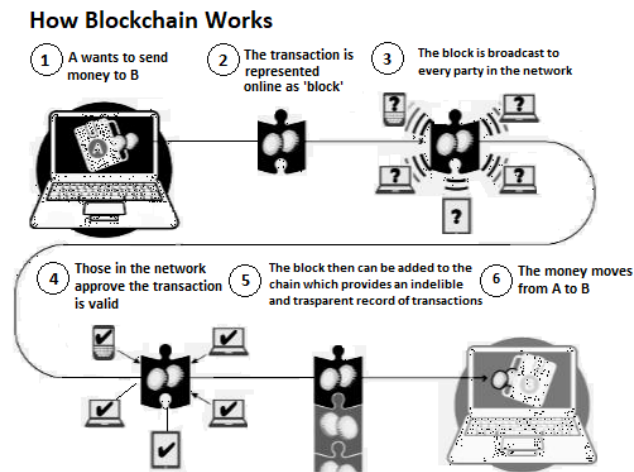 How Blockchain Works
1
A wants to send
money to B
2
The transaction is
represented
online as 'block'
3
The block is broadcast to
every party in the network
A
?
?
?
?
?
4
Those in the network
approve the transaction
is valid
5
The block then can be added to the
chain which provides an indelible
and trasparent record of transactions
6
The money moves
from A to B
B